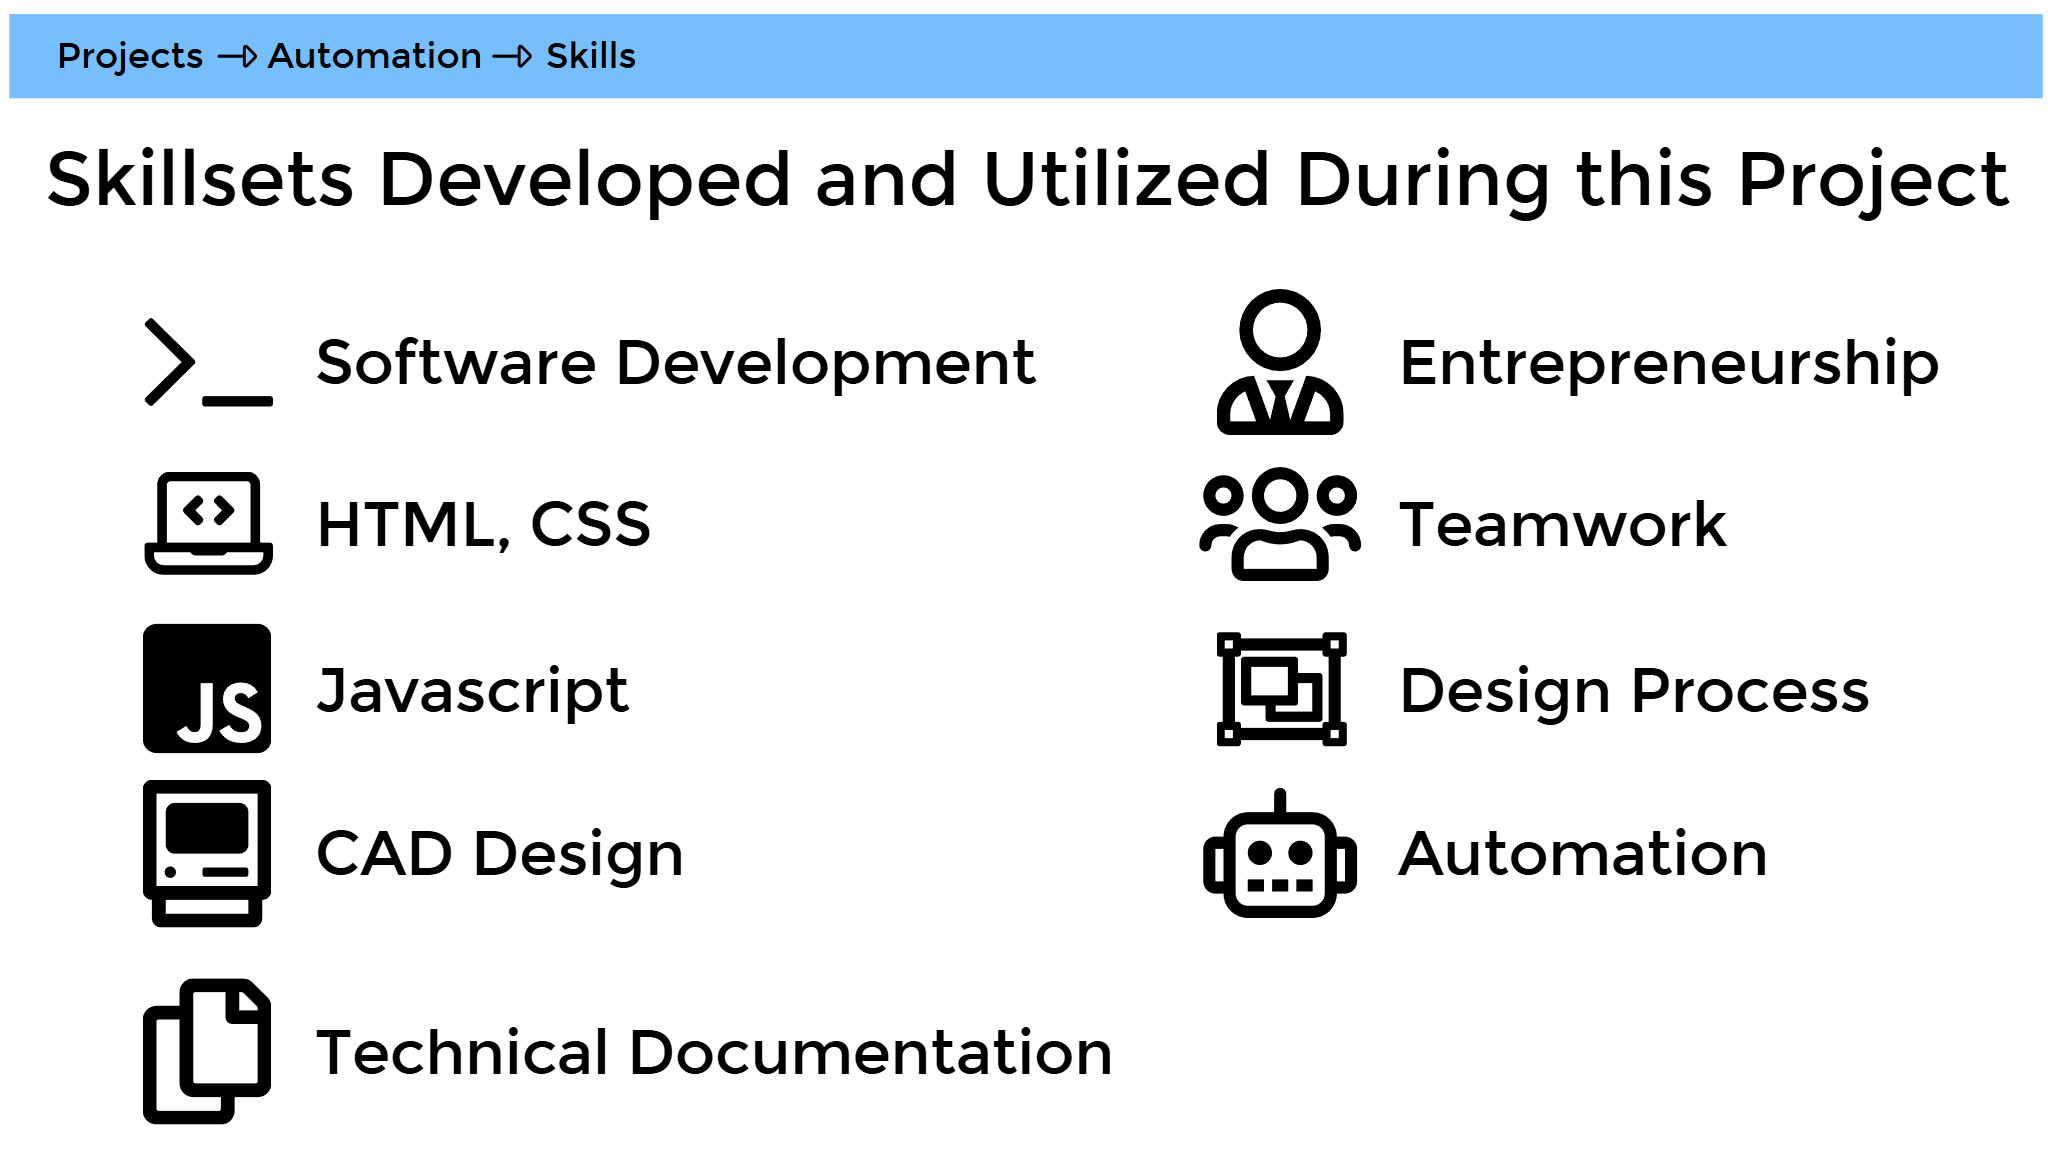 Projects → Automation → Skills
Skillsets Developed and Utilized During this Project
Software Development
HTML, CSS
JS
Javascript
CAD Design
Technical Documentation
Entrepreneurship
Teamwork
Design Process
Automation